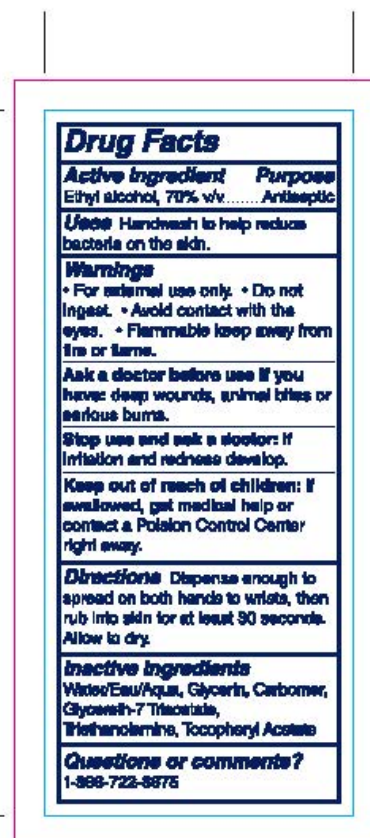 Drug Facts
Active Ingredient Purpose
Ethyl alcohol, 70% v/v....... Antiseptic
Uses Handwash to help reduce
bacteria on the skin.
Warnings
• For external use only. • Do not
ingest. • Avoid contact with the
eyes. • Flammable keep away from
fire or flame.
Ask a doctor before use if you
have: deep wounds, animal bites or
serious burns.
Stop use and ask a doctor: If
irritation and redness develop.
Keep out of reach of children: If
swallowed, get medical help or
contact a Poision Control Center
right away.
Directions Dispense enough to
spread on both hands to wrists, then
rub into skin for at least 30 seconds.
Allow to dry.
Inactive Ingredients
Water/Eau/Aqua, Glycerin, Carbomer,
Glycereth-7 Triacetate,
Triethanolamine, Tocopheryl Acetate
Questions or comments?